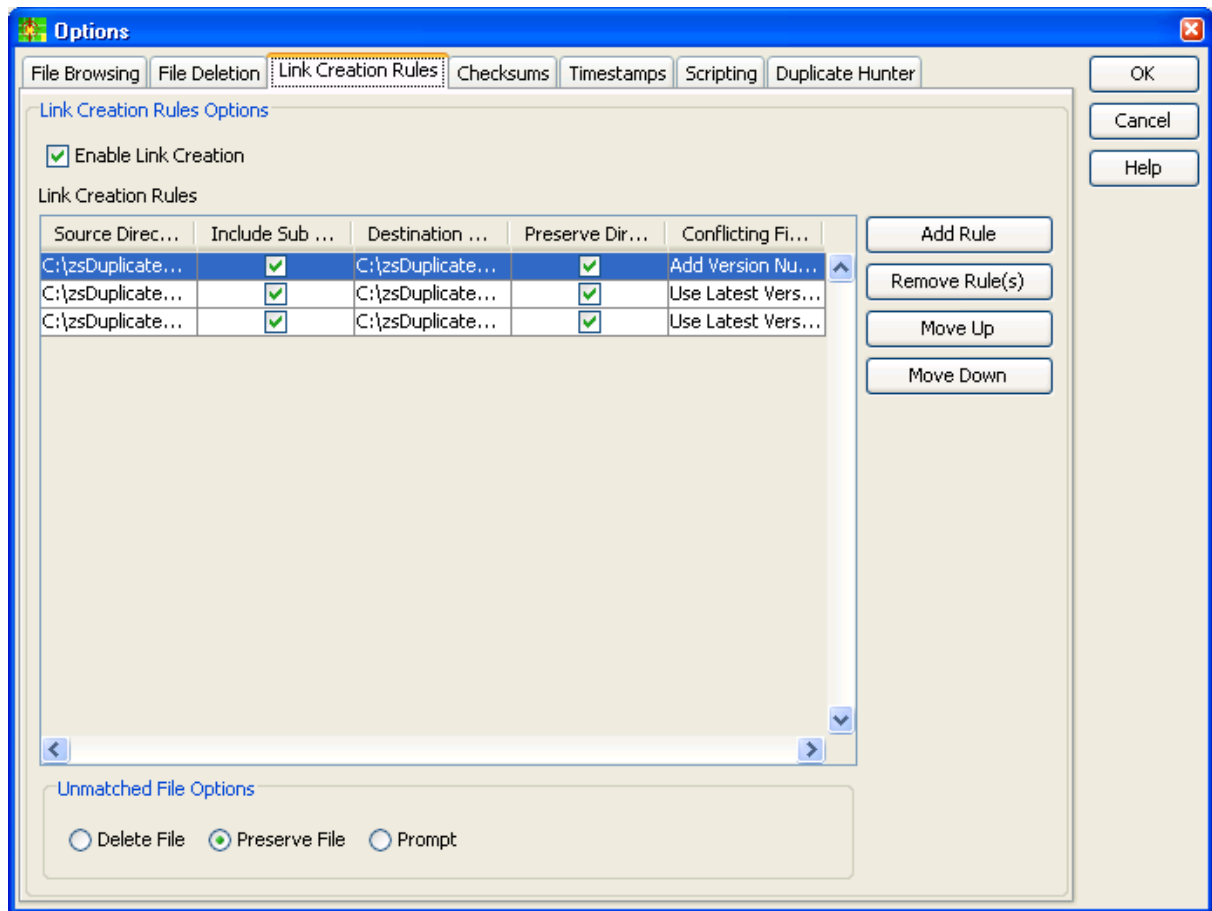 Options
File Browsing File Deletion Link Creation Rules Checksums Timestamps Scripting Duplicate Hunter
OK
Cancel
Help
Link Creation Rules Options
Enable Link Creation
Link Creation Rules
Source Direc... Include Sub ... Destination ... Preserve Dir... Conflicting Fi...
C:\zsDuplicate... C:\zsDuplicate... Add Version Nu...
C:\zsDuplicate... C:\zsDuplicate... Use Latest Vers...
C:\zsDuplicate... C:\zsDuplicate... Use Latest Vers...
Add Rule
Remove Rule(s)
Move Up
Move Down
Unmatched File Options
Delete File Preserve File Prompt